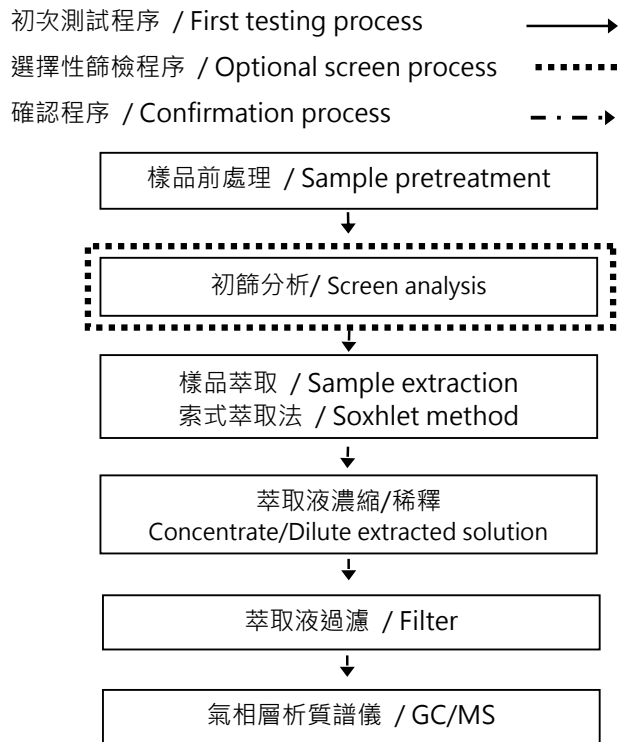 初次測試程序 / First testing process
選擇性篩檢程序 / Optional screen process
確認程序 / Confirmation process
樣品前處理 / Sample pretreatment
初篩分析/ Screen analysis
樣品萃取 / Sample extraction
索式萃取法 / Soxhlet method
萃取液濃縮/稀釋
Concentrate/Dilute extracted solution
萃取液過濾 / Filter
氣相層析質譜儀 / GC/MS